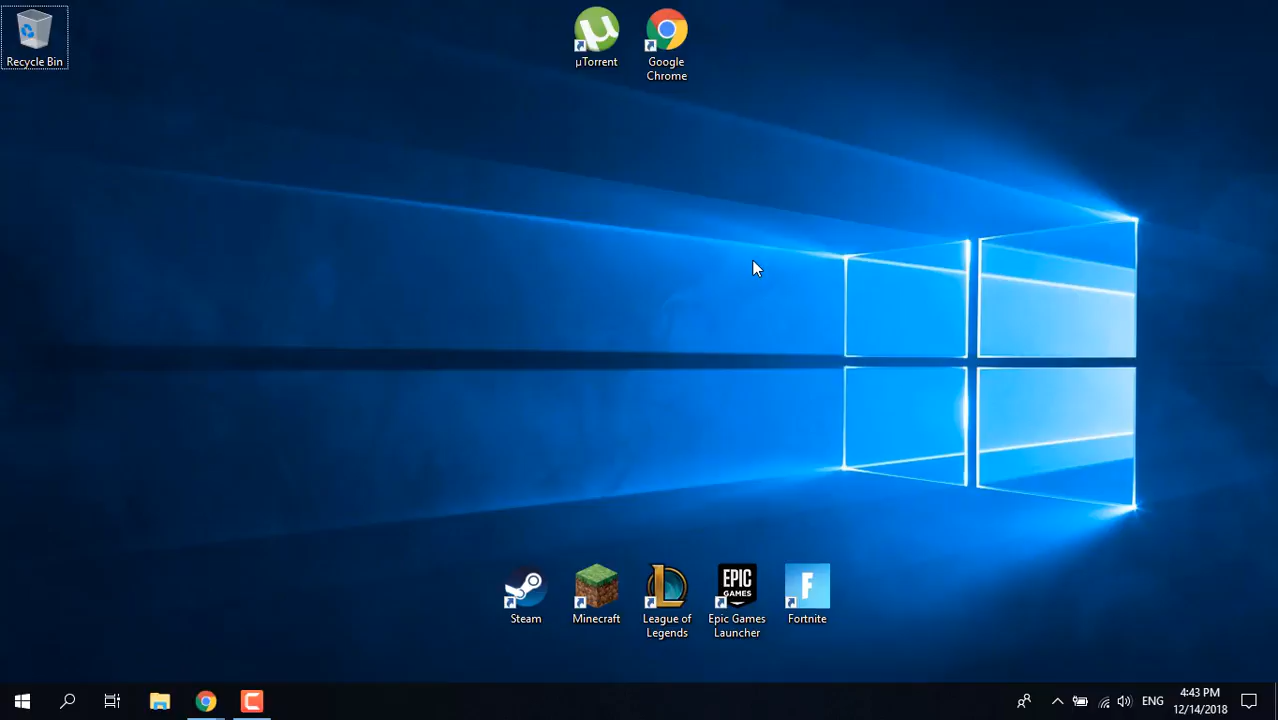 Recycle Bin
µTorrent
Google
Chrome
Steam
Minecraft
League of
Legends
EPIC
GAMES
Epic Games
Launcher
F
Fortnite
ENG
4:43 PM
12/14/2018